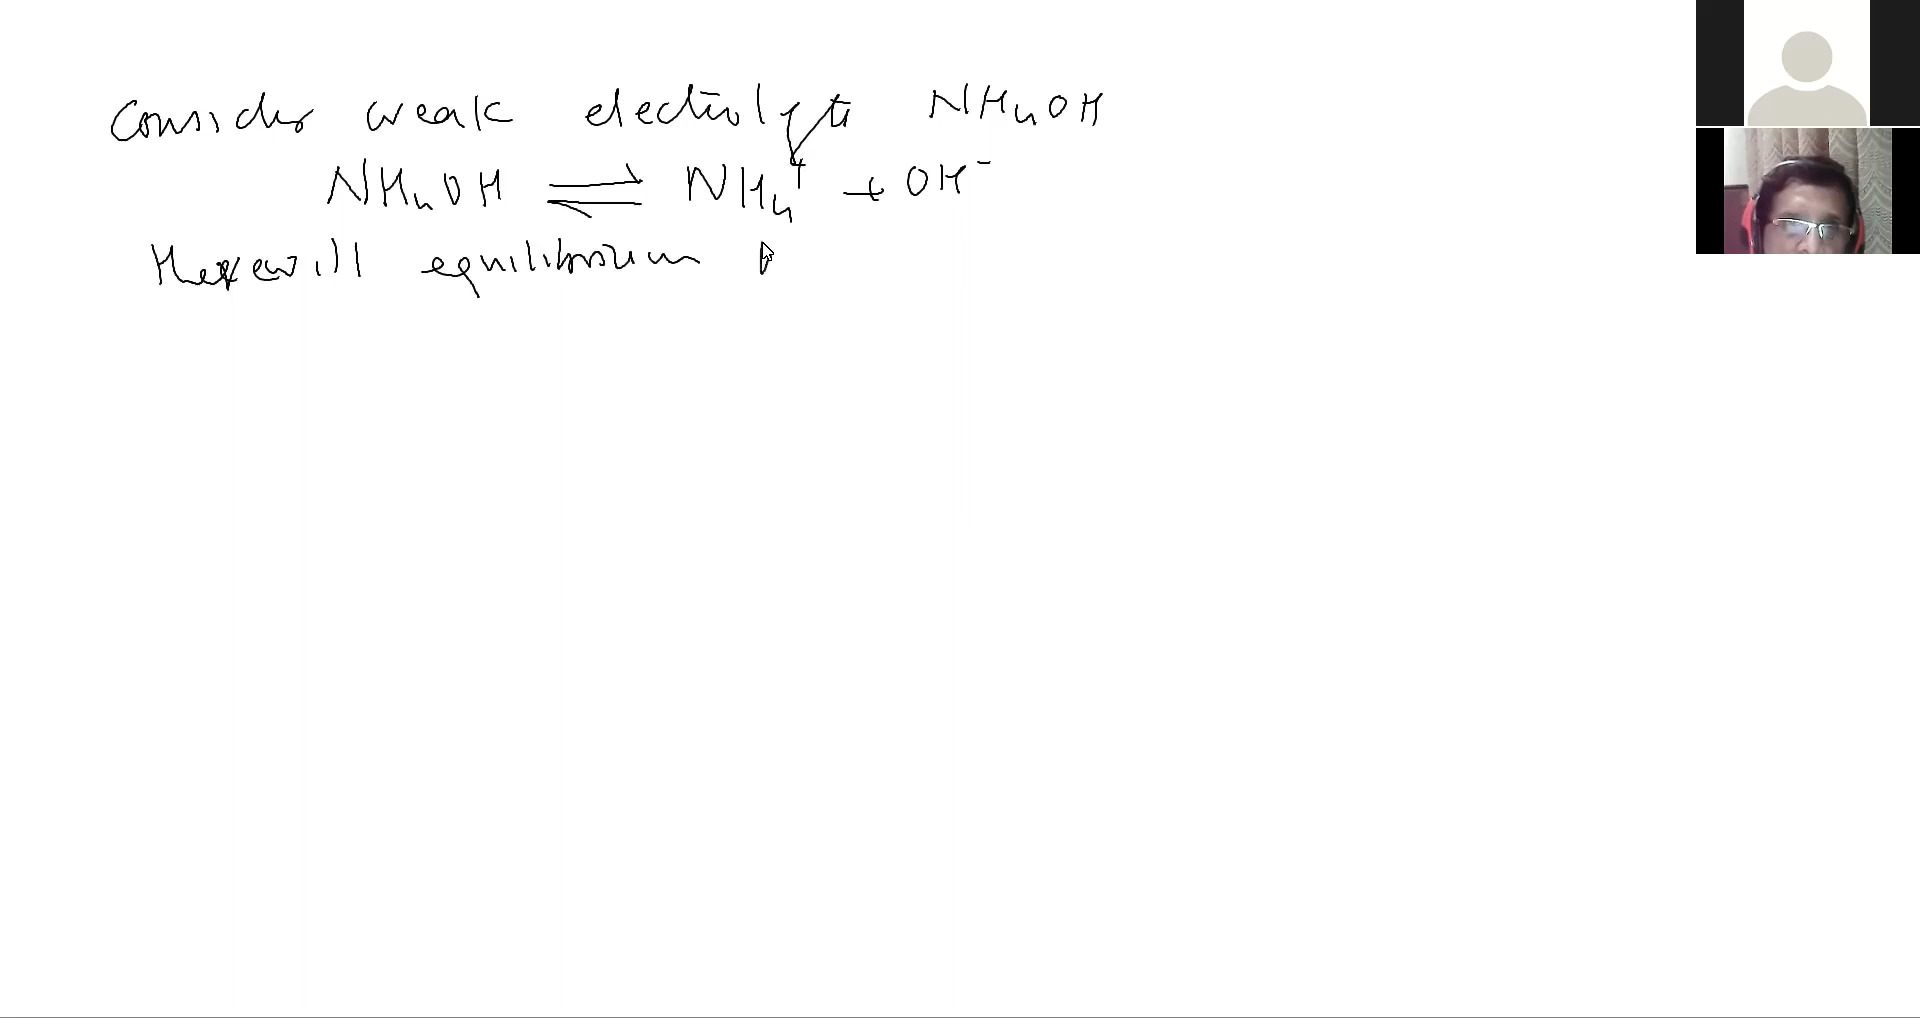 Consider weak electrolyte NH₄OH
NH₄OH ⇌ NH₄⁺ + OH⁻
There will equilibrium